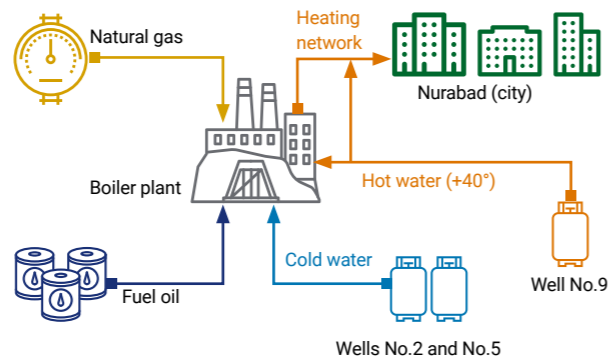 Natural gas
Heating
network
Nurabad (city)
Boiler plant
Hot water (+40°)
Cold water
Fuel oil
Well No.9
Wells No.2 and No.5